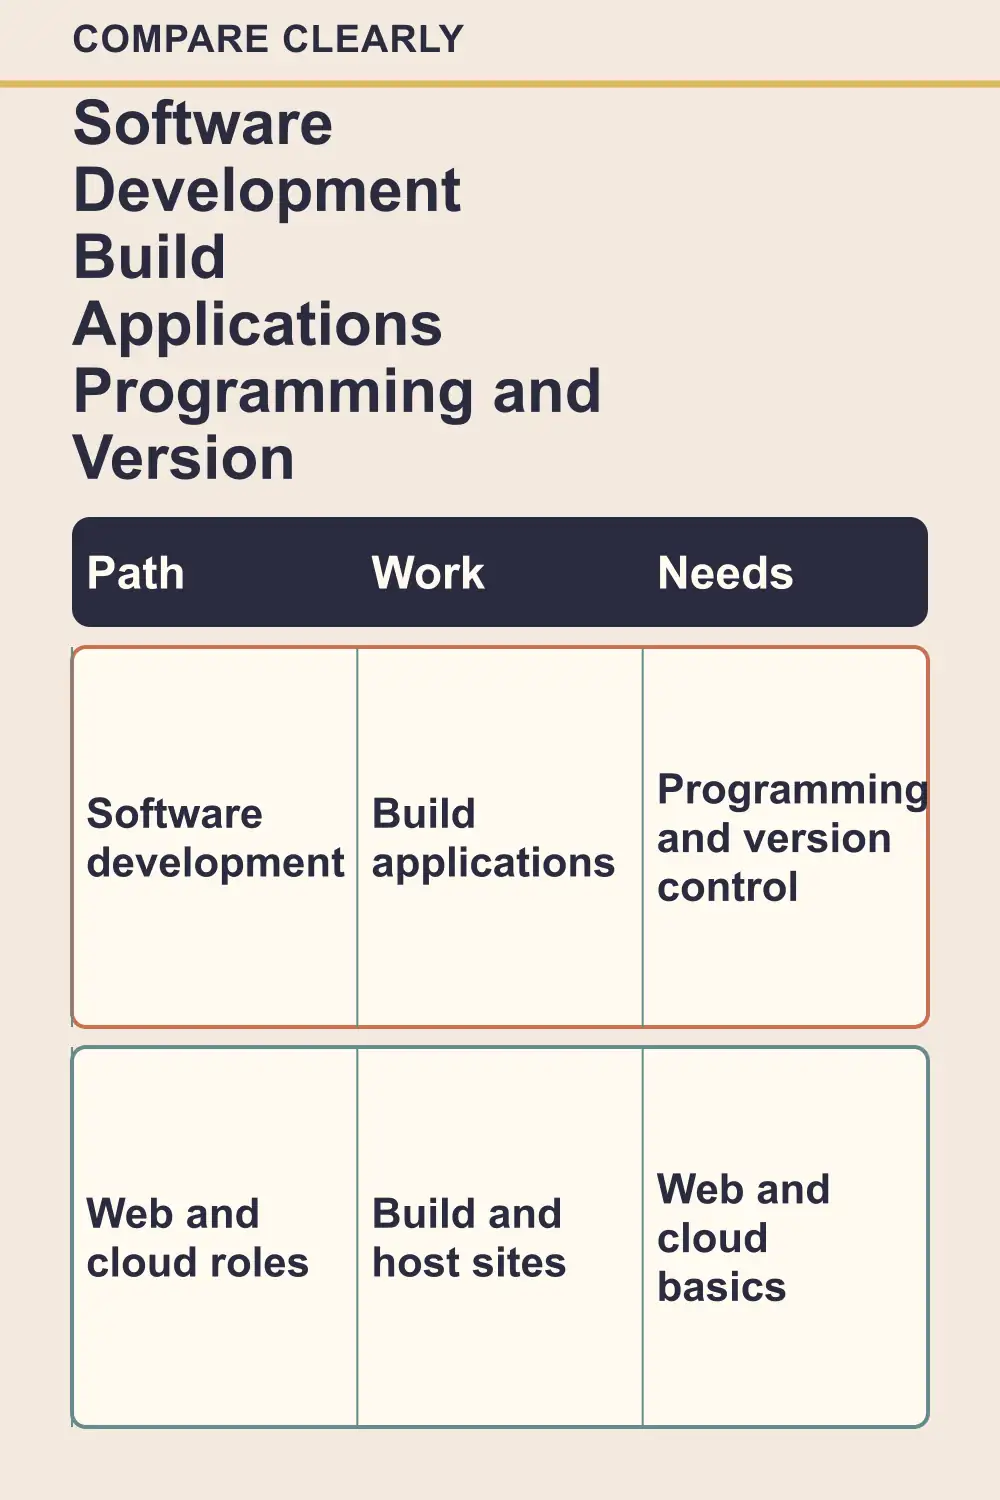 COMPARE CLEARLY
Software
Development
Build
Applications
Programming and
Version
Path Work Needs
Software
development
Build
applications
Programming
and version
control
Web and
cloud roles
Build and
host sites
Web and
cloud
basics